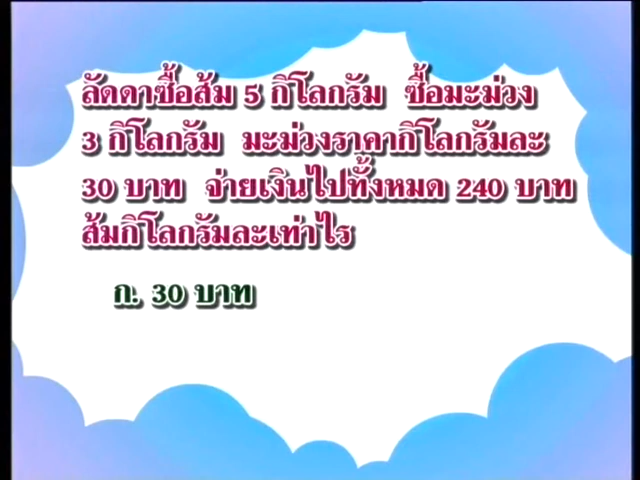 ลัดดาซื้อส้ม 5 กิโลกรัม ซื้อมะม่วง
3 กิโลกรัม มะม่วงราคากิโลกรัมละ
30 บาท จ่ายเงินไปทั้งหมด 240 บาท
ส้มกิโลกรัมละเท่าไร
ก. 30 บาท